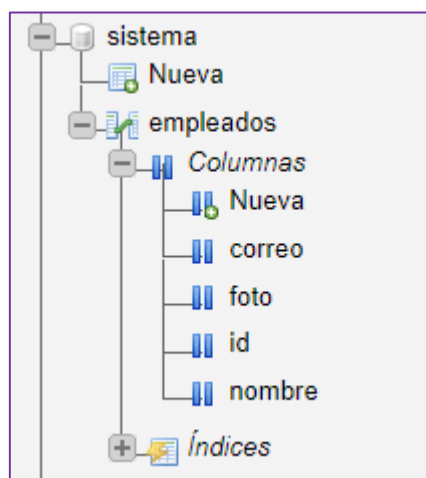 sistema
Nueva
empleados
Columnas
Nueva
correo
foto
id
nombre
Índices